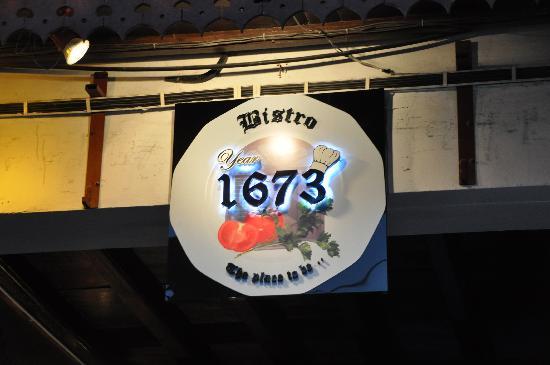 Bistro
Year
1673
The place to be !!